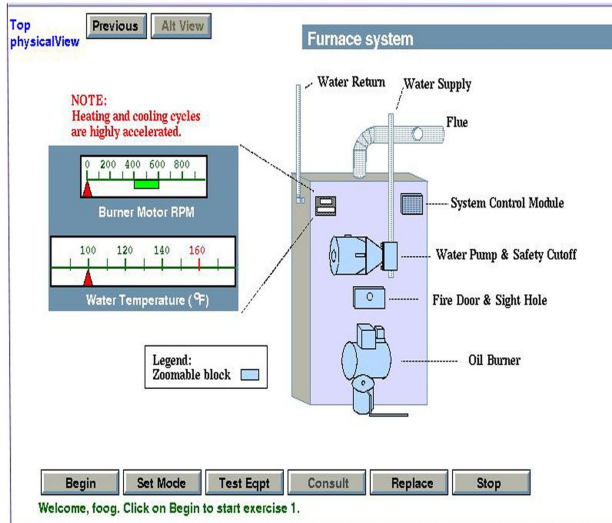 Top
physicalView
Previous
Alt View
Furnace system
Water Return
Water Supply
NOTE:
Heating and cooling cycles
are highly accelerated.
Flue
0 200 400 600 800
Burner Motor RPM
System Control Module
100 120 140 160
Water Temperature (°F)
Water Pump & Safety Cutoff
Fire Door & Sight Hole
Legend:
Zoomable block
Oil Burner
Begin
Set Mode
Test Eqpt
Consult
Replace
Stop
Welcome, foog. Click on Begin to start exercise 1.